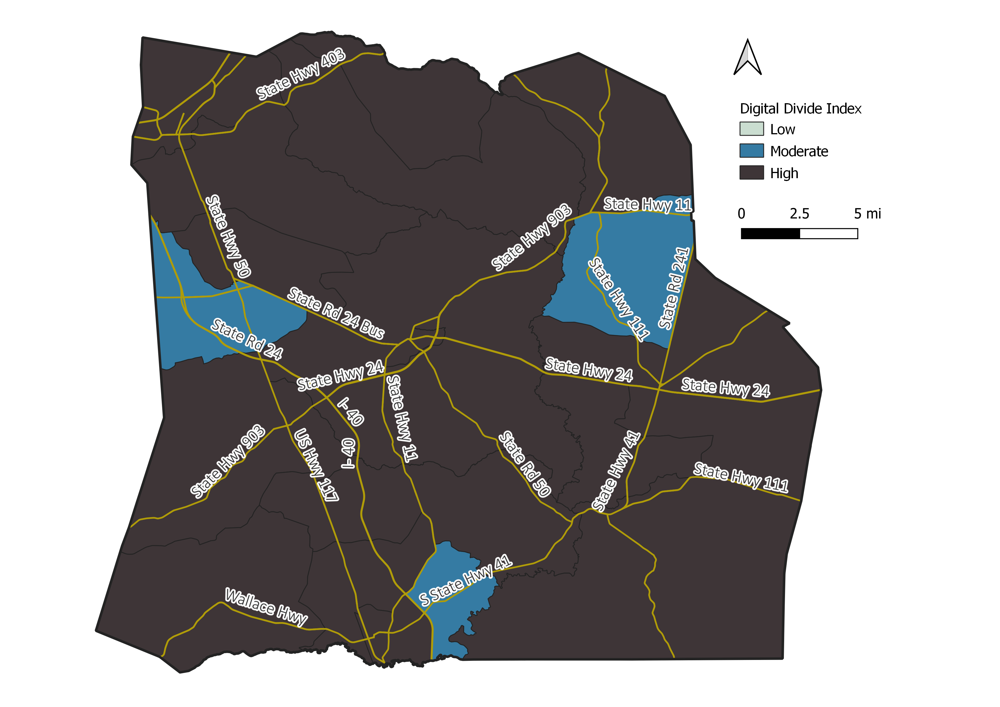 State Hwy 403
Digital Divide Index
Low
Moderate
High
State Hwy 11
0 2.5 5 mi
State Hwy 50
State Hwy 903
State Hwy 111
State Rd 241
State Rd 24 Bus
State Rd 24
State Hwy 24
State Hwy 24
State Hwy 24
State Hwy 11
I- 40
I- 40
State Hwy 903
US Hwy 117
State Rd 50
State Hwy 41
State Hwy 111
S State Hwy 41
Wallace Hwy